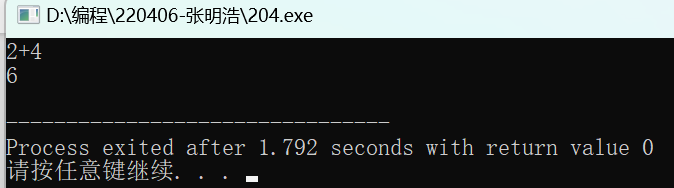 D:\编程\220406-张明浩\204.exe
2+4
6
--------------------------------
Process exited after 1.792 seconds with return value 0
请按任意键继续. . .